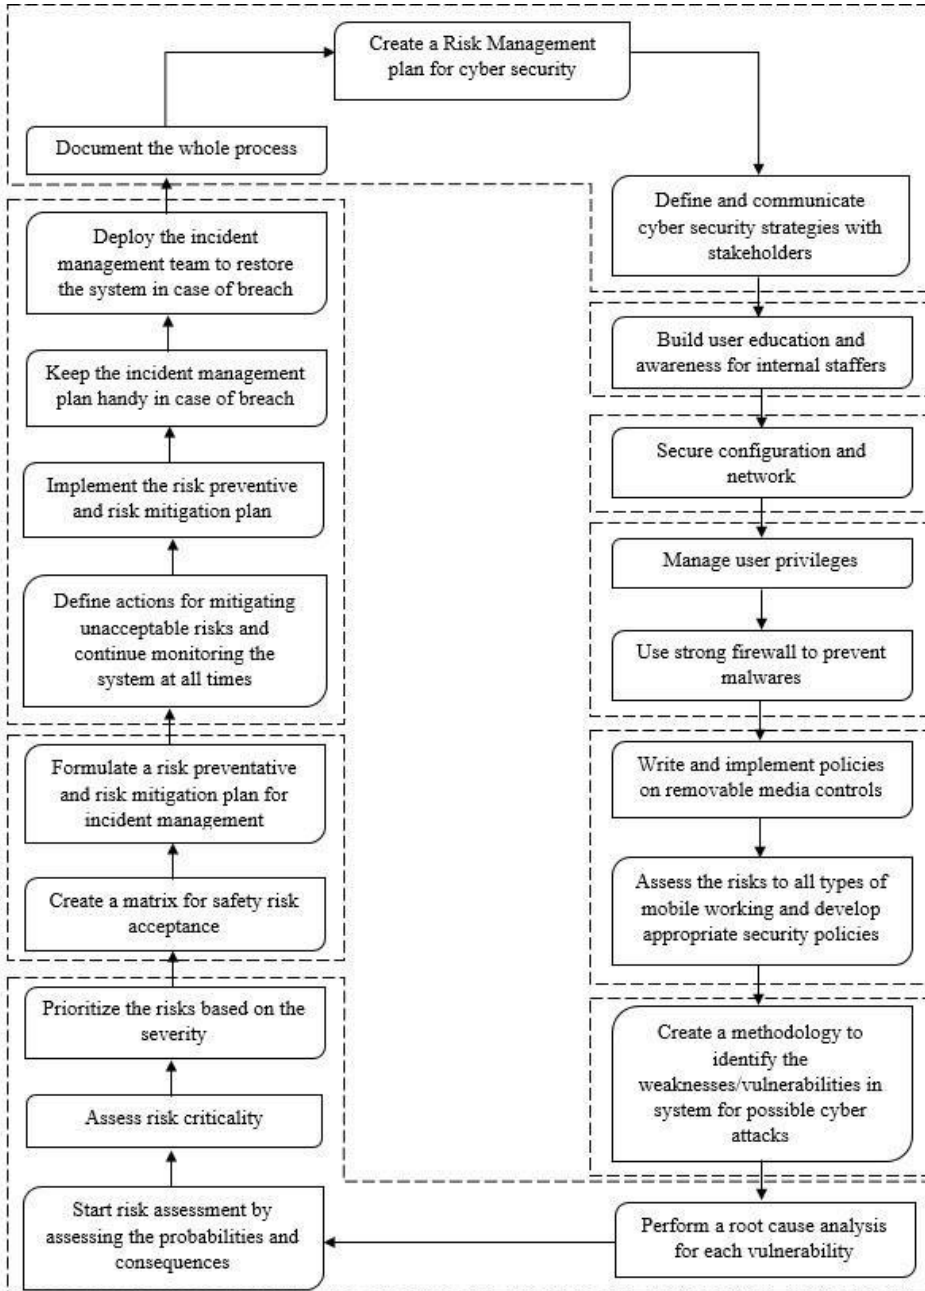 Create a Risk Management
plan for cyber security
Document the whole process
Define and communicate
cyber security strategies with
stakeholders
Deploy the incident
management team to restore
the system in case of breach
Build user education and
awareness for internal staffers
Keep the incident management
plan handy in case of breach
Secure configuration and
network
Implement the risk preventive
and risk mitigation plan
Manage user privileges
Define actions for mitigating
unacceptable risks and
continue monitoring the
system at all times
Use strong firewall to prevent
malwares
Formulate a risk preventative
and risk mitigation plan for
incident management
Write and implement policies
on removable media controls
Create a matrix for safety risk
acceptance
Assess the risks to all types of
mobile working and develop
appropriate security policies
Prioritize the risks based on the
severity
Create a methodology to
identify the
weaknesses/vulnerabilities in
system for possible cyber
attacks
Assess risk criticality
Start risk assessment by
assessing the probabilities and
consequences
Perform a root cause analysis
for each vulnerability